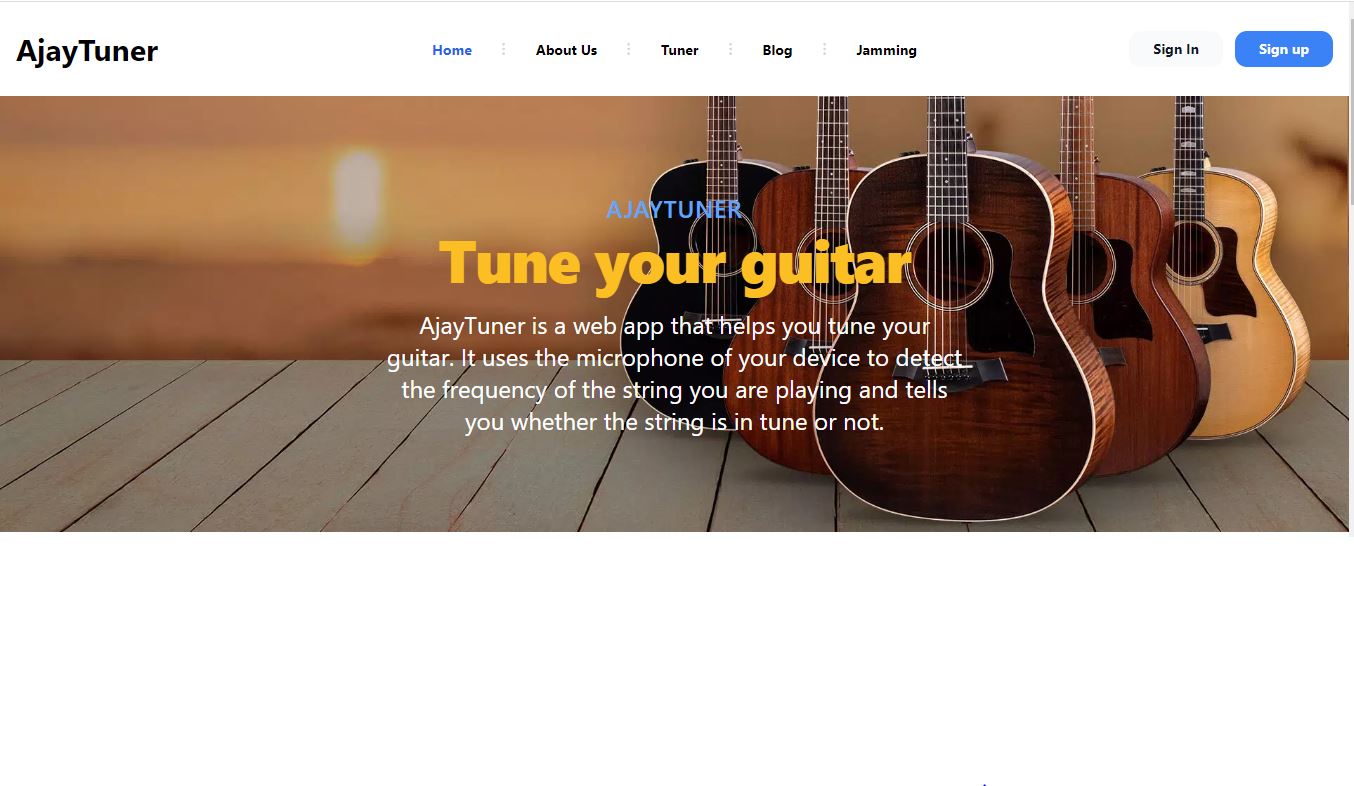 AjayTuner
Home
About Us
Tuner
Blog
Jamming
Sign In
Sign up
AJAYTUNER
Tune your guitar
AjayTuner is a web app that helps you tune your
guitar. It uses the microphone of your device to detect
the frequency of the string you are playing and tells
you whether the string is in tune or not.